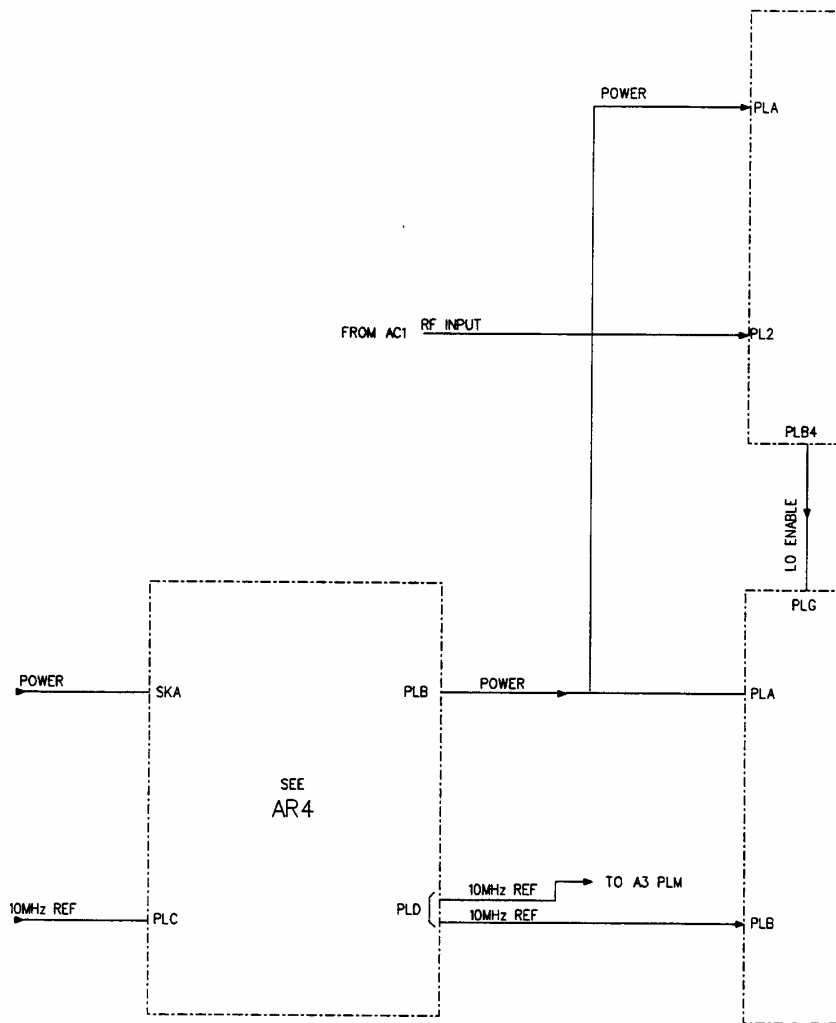 POWER
PLA
FROM AC1 RF INPUT
PL2
PLB4
LO ENABLE
PLG
POWER
SKA
PLB
POWER
PLA
SEE
AR4
10MHz REF
TO A3 PLM
10MHz REF
PLC
PLD
10MHz REF
PLB